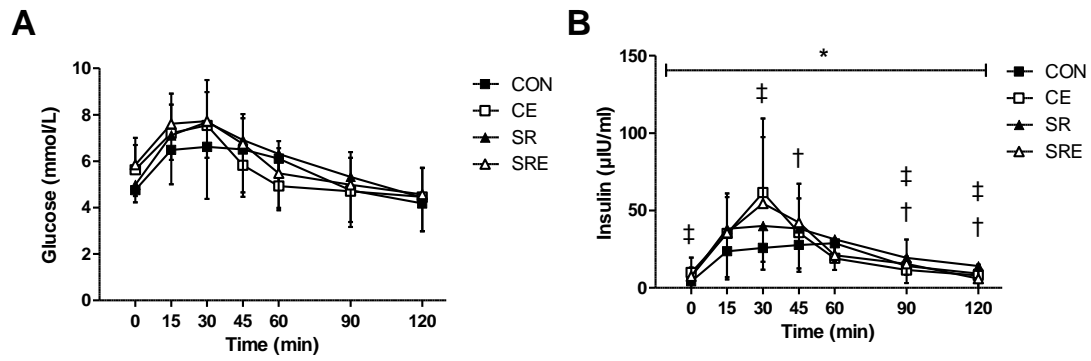 A
Glucose (mmol/L)
10
8
6
4
2
0
0 15 30 45 60 90 120
Time (min)
CON
CE
SR
SRE
B
Insulin (µIU/ml)
150
100
50
0
*
‡
‡
†
‡
†
‡
†
0 15 30 45 60 90 120
Time (min)
CON
CE
SR
SRE